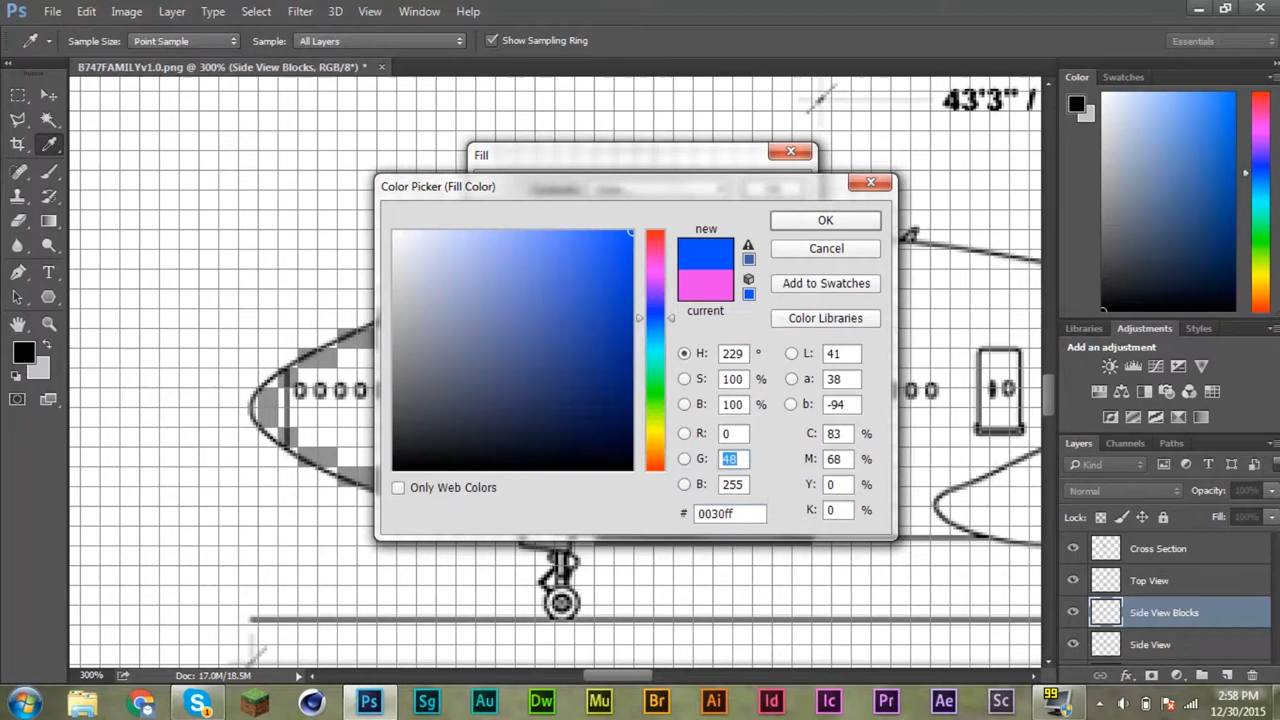 Ps File Edit Image Layer Type Select Filter 3D View Window Help
Sample Size: Point Sample Sample: All Layers Show Sampling Ring Essentials
B747FAMILYv1.0.png @ 300% (Side View Blocks, RGB/8*) * ×
43'3" /
Color Swatches
Fill
Color Picker (Fill Color)
new
current
OK
Cancel
Add to Swatches
Color Libraries
H: 229 ° L: 41
S: 100 % a: 38
B: 100 % b: -94
R: 0 C: 83 %
G: 48 M: 68 %
B: 255 Y: 0 %
# 0030ff K: 0 %
Only Web Colors
Libraries Adjustments Styles
Add an adjustment
Layers Channels Paths
Kind
Normal Opacity: 100%
Lock: Fill: 100%
Cross Section
Top View
Side View Blocks
Side View
300% Doc: 17.0M/18.5M
Ps Sg Au Dw Mu Br Ai Id Ic Pr Ae Sc 99
1
2:58 PM
12/30/2015